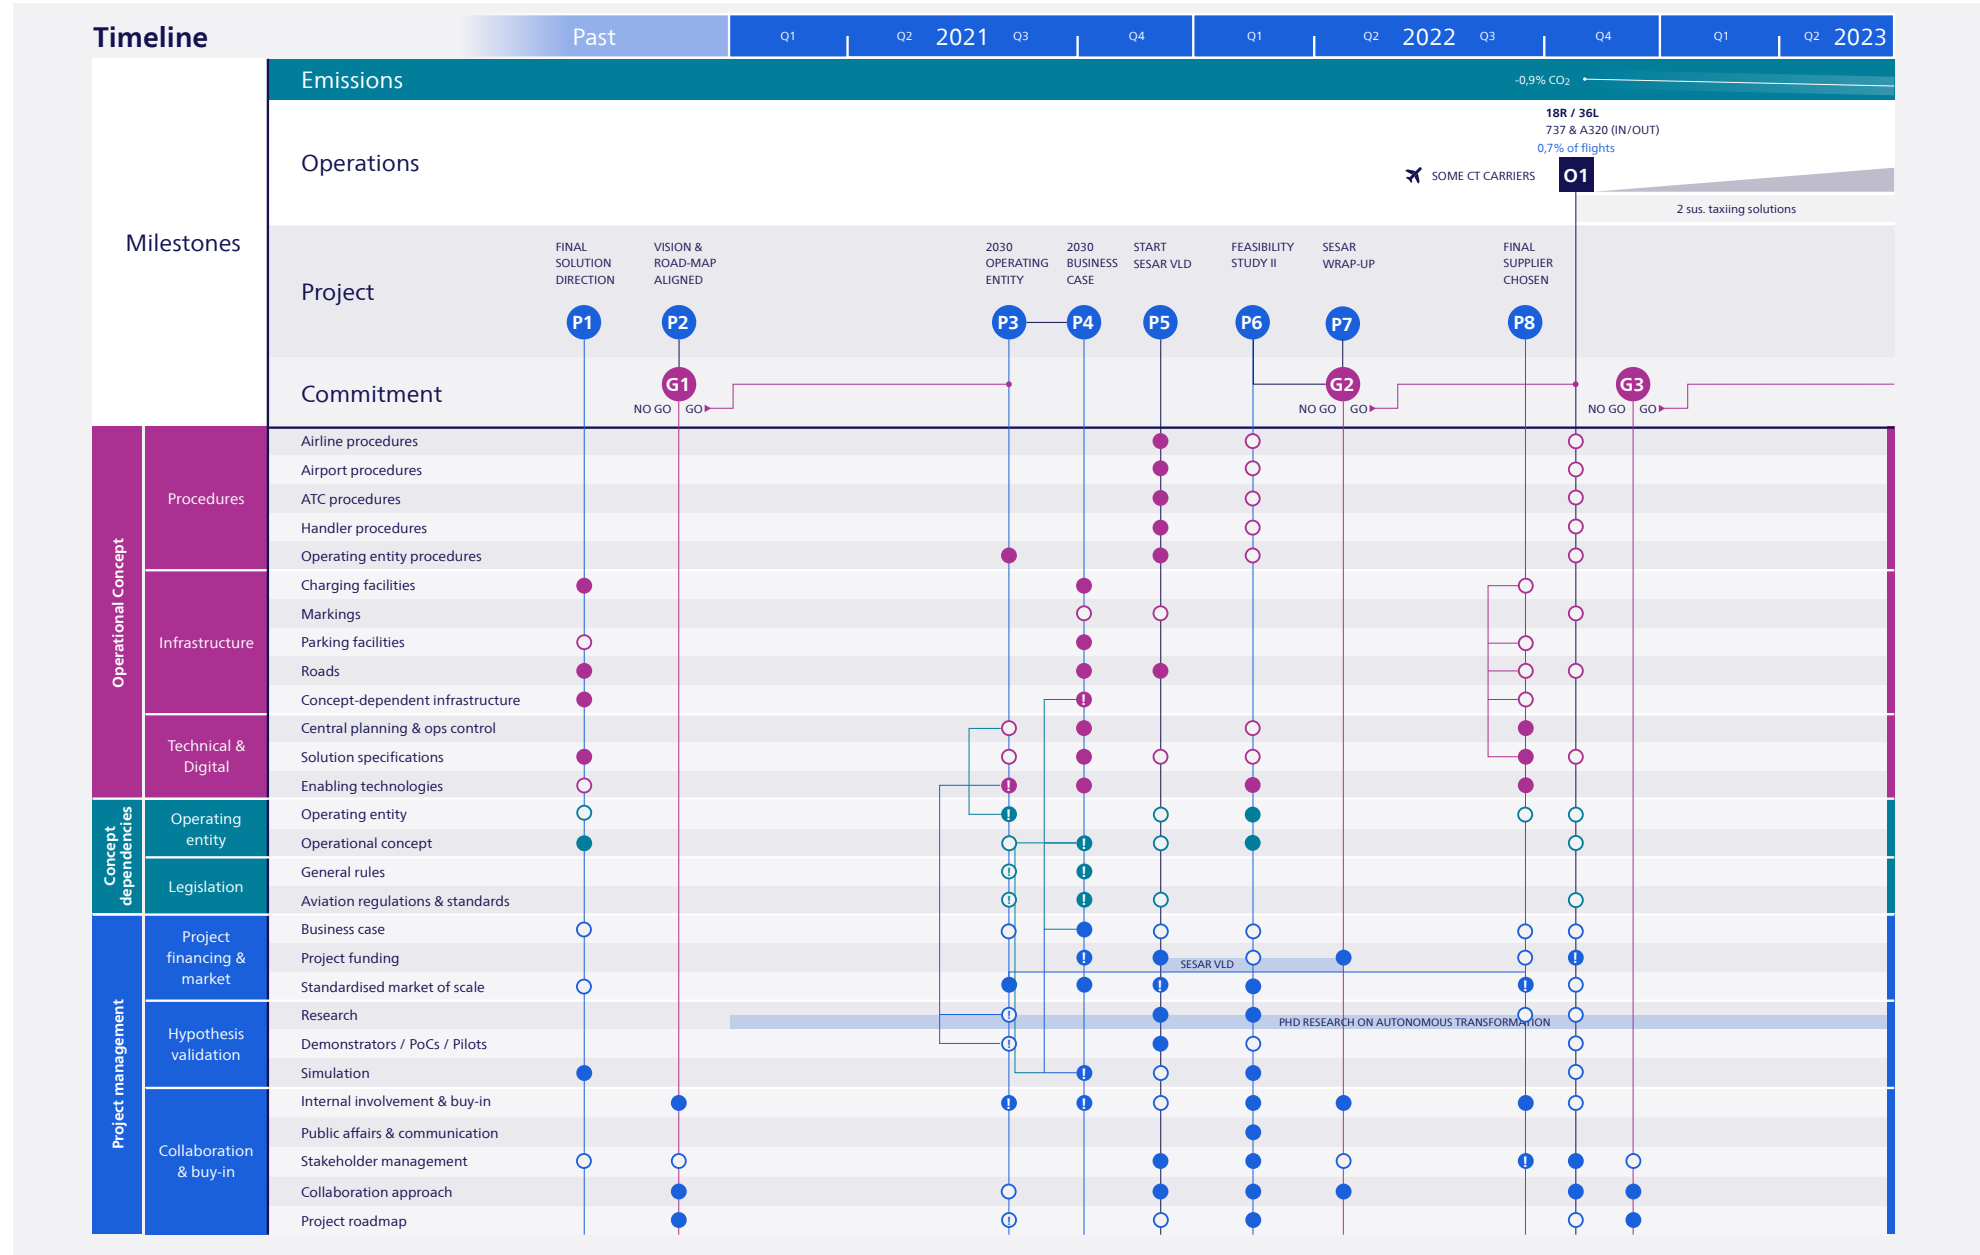 Timeline
Past
Q1
Q2
2021
Q3
Q4
Q1
Q2
2022
Q3
Q4
Q1
Q2
2023
Milestones
Emissions
-0,9% CO₂
Operations
18R / 36L
737 & A320 (IN/OUT)
0,7% of flights
SOME CT CARRIERS
O1
2 sus. taxiing solutions
Project
FINAL
SOLUTION
DIRECTION
P1
VISION &
ROAD-MAP
ALIGNED
P2
2030
OPERATING
ENTITY
P3
2030
BUSINESS
CASE
P4
START
SESAR VLD
P5
FEASIBILITY
STUDY II
P6
SESAR
WRAP-UP
P7
FINAL
SUPPLIER
CHOSEN
P8
Commitment
G1
NO GO
GO
G2
NO GO
GO
G3
NO GO
GO
Operational Concept
Procedures
Airline procedures
Airport procedures
ATC procedures
Handler procedures
Operating entity procedures
Infrastructure
Charging facilities
Markings
Parking facilities
Roads
Concept-dependent infrastructure
!
Technical &
Digital
Central planning & ops control
Solution specifications
Enabling technologies
!
Concept
dependencies
Operating
entity
Operating entity
!
Operational concept
!
Legislation
General rules
! !
Aviation regulations & standards
! !
Project management
Project
financing &
market
Business case
Project funding
! !
SESAR VLD
Standardised market of scale
! !
Hypothesis
validation
Research
!
PHD RESEARCH ON AUTONOMOUS TRANSFORMATION
Demonstrators / PoCs / Pilots
!
Simulation
!
Collaboration
& buy-in
Internal involvement & buy-in
! !
Public affairs & communication
Stakeholder management
!
Collaboration approach
Project roadmap
!